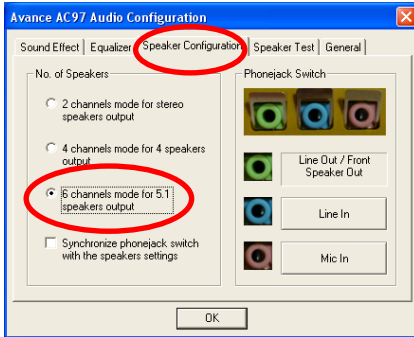 Avance AC97 Audio Configuration
Sound Effect
Equalizer
Speaker Configuration
Speaker Test
General
No. of Speakers
2 channels mode for stereo
speakers output
4 channels mode for 4 speakers
output
6 channels mode for 5.1
speakers output
Synchronize phonejack switch
with the speakers settings
Phonejack Switch
Line Out / Front
Speaker Out
Line In
Mic In
OK